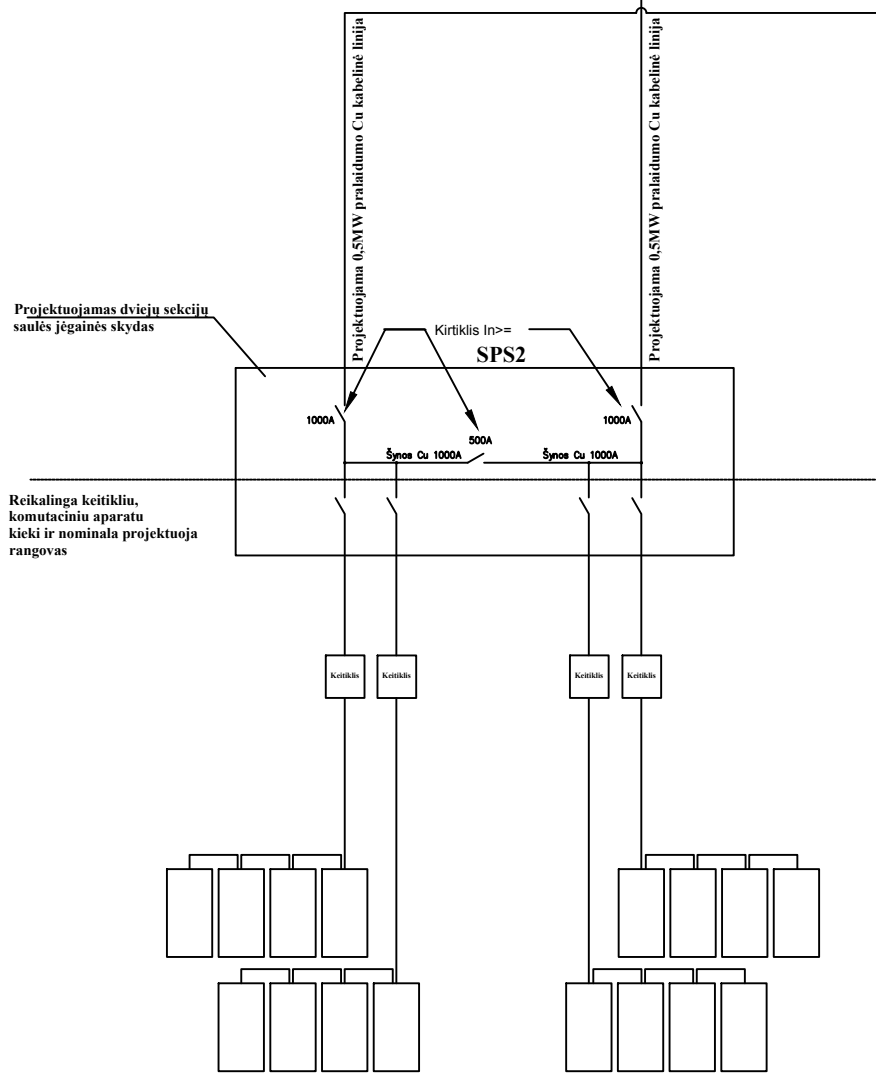 Projektuojama 0,5MW pralaidumo Cu kabelinė linija
Projektuojama 0,5MW pralaidumo Cu kabelinė linija
Projektuojamas dviejų sekcijų
saulės jėgainės skydas
Kirtiklis In>=
SPS2
1000A
1000A
500A
Šynos Cu 1000A
Šynos Cu 1000A
Reikalinga keitikliu,
komutaciniu aparatu
kieki ir nominala projektuoja
rangovas
Keitiklis
Keitiklis
Keitiklis
Keitiklis